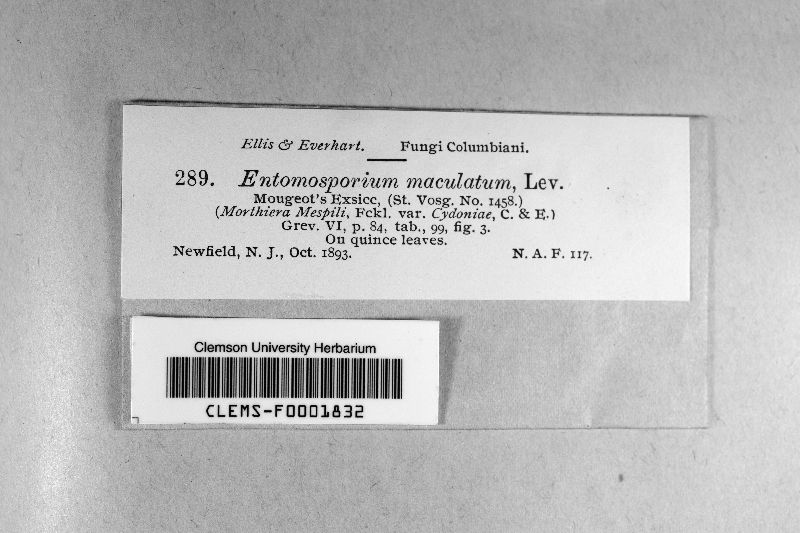 Ellis & Everhart. Fungi Columbiani.
289. Entomosporium maculatum, Lev.
Mougeot's Exsicc, (St. Vosg. No. 1458.)
(Morthiera Mespili, Fckl. var. Cydoniae, C. & E.)
Grev. VI, p. 84, tab., 99, fig. 3.
On quince leaves.
Newfield, N. J., Oct. 1893. N. A. F. 117.
Clemson University Herbarium
CLEMS-F0001832